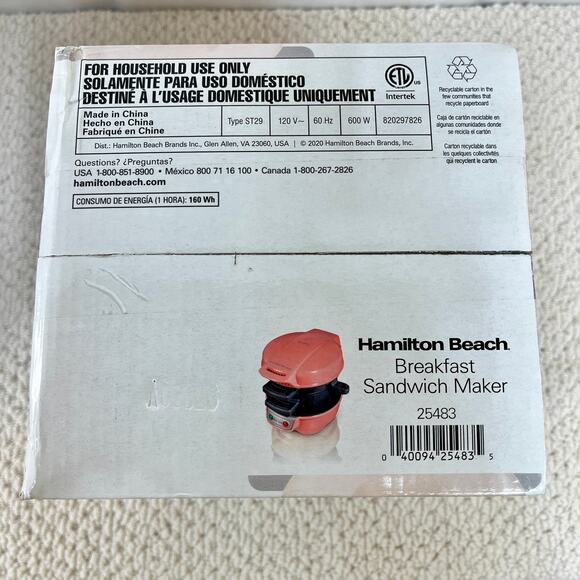 FOR HOUSEHOLD USE ONLY
SOLAMENTE PARA USO DOMÉSTICO
DESTINÉ À L'USAGE DOMESTIQUE UNIQUEMENT
Made in China
Hecho en China
Fabriqué en Chine
Type ST29
120 V~
60 Hz
600 W
820297826
Dist.: Hamilton Beach Brands Inc., Glen Allen, VA 23060, USA | © 2020 Hamilton Beach Brands, Inc.
ETL US
Intertek
Recyclable carton in the
few communities that
recycle paperboard
Caja de cartón reciclable en
algunas comunidades donde
se recicla el cartón
Carton recyclable dans
les quelques collectivités
qui recyclent le carton
Questions? ¿Preguntas?
USA 1-800-851-8900 • México 800 71 16 100 • Canada 1-800-267-2826
hamiltonbeach.com
CONSUMO DE ENERGÍA (1 HORA): 160 Wh
Hamilton Beach
Breakfast
Sandwich Maker
25483
0 40094 25483 5